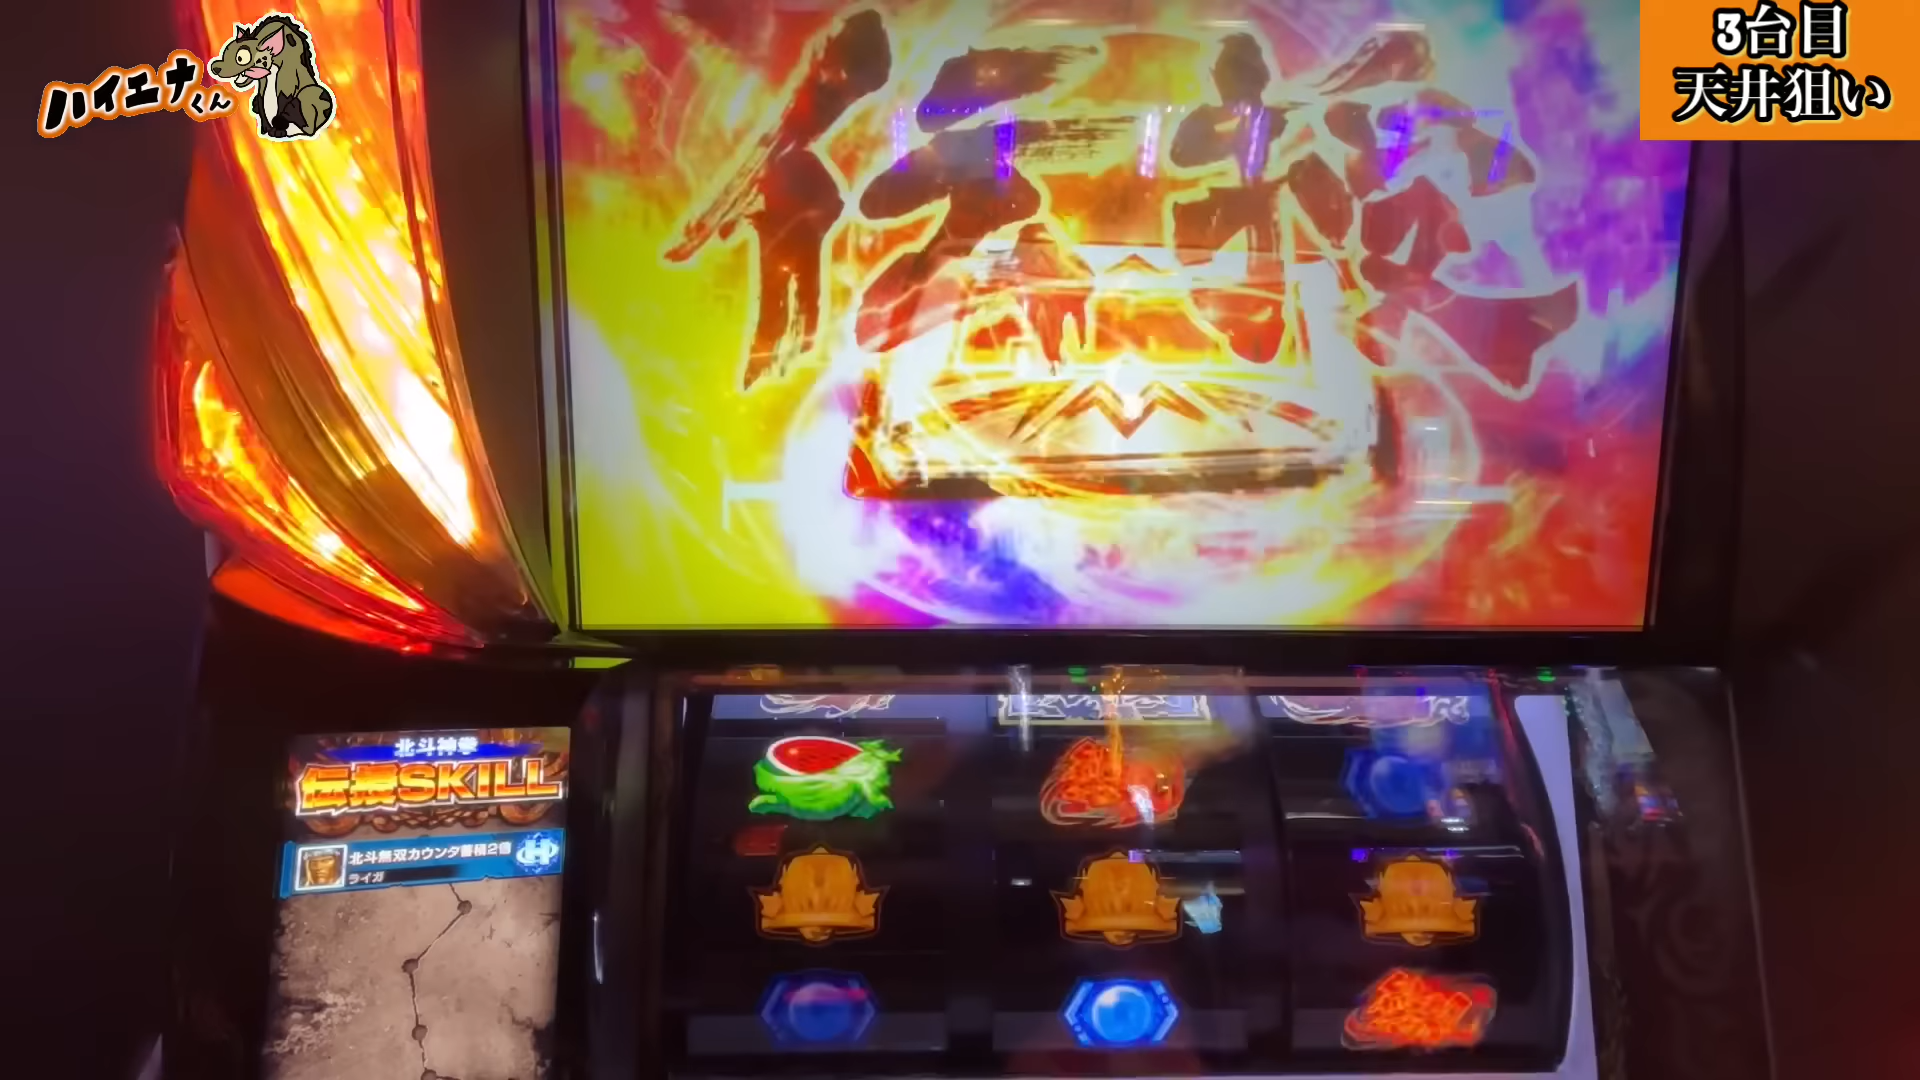 ハイエナくん
3台目
天井狙い
伝授
北斗神拳
伝授SKILL
北斗無双カウンタ蓄積2倍
ライガ